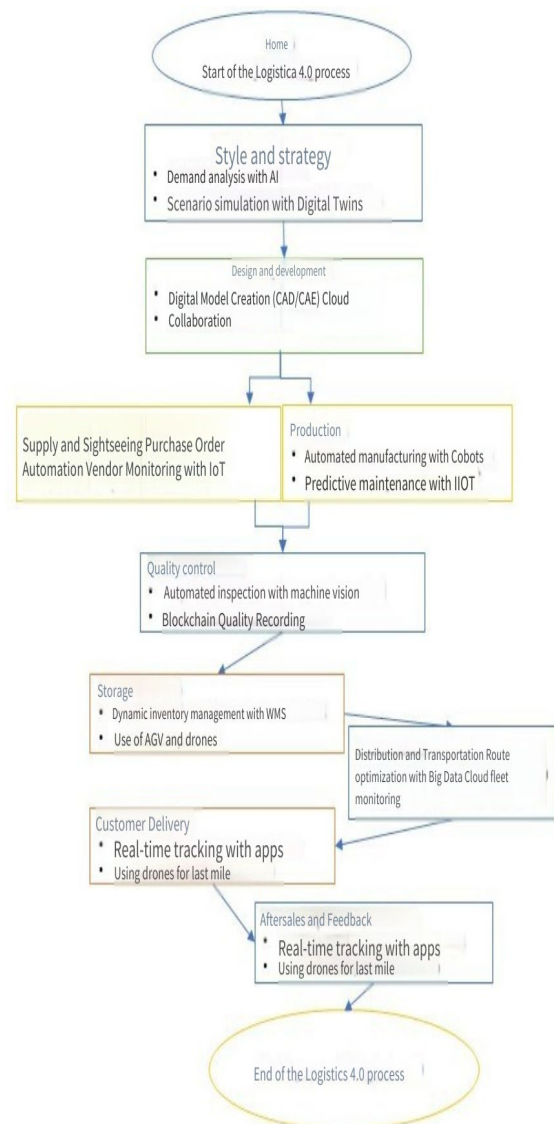 Home
Start of the Logistica 4.0 process
Style and strategy
• Demand analysis with AI
• Scenario simulation with Digital Twins
Design and development
• Digital Model Creation (CAD/CAE) Cloud
• Collaboration
Supply and Sightseeing Purchase Order
Automation Vendor Monitoring with IoT
Production
• Automated manufacturing with Cobots
• Predictive maintenance with IIOT
Quality control
• Automated inspection with machine vision
• Blockchain Quality Recording
Storage
• Dynamic inventory management with WMS
• Use of AGV and drones
Distribution and Transportation Route
optimization with Big Data Cloud fleet
monitoring
Customer Delivery
• Real-time tracking with apps
• Using drones for last mile
Aftersales and Feedback
• Real-time tracking with apps
• Using drones for last mile
End of the Logistics 4.0 process